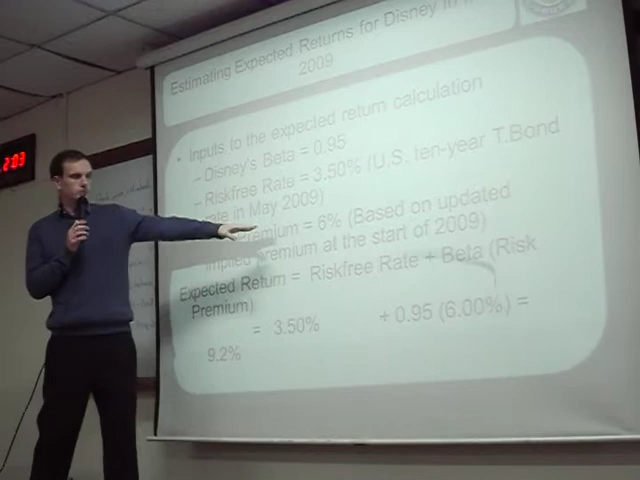 2:03
Estimating Expected Returns for Disney in
2009
• Inputs to the expected return calculation
– Disney's Beta = 0.95
– Riskfree Rate = 3.50% (U.S. ten-year T.Bond
rate in May 2009)
Premium = 6% (Based on updated
implied premium at the start of 2009)
Expected Return = Riskfree Rate + Beta (Risk
Premium)
= 3.50% + 0.95 (6.00%) =
9.2%